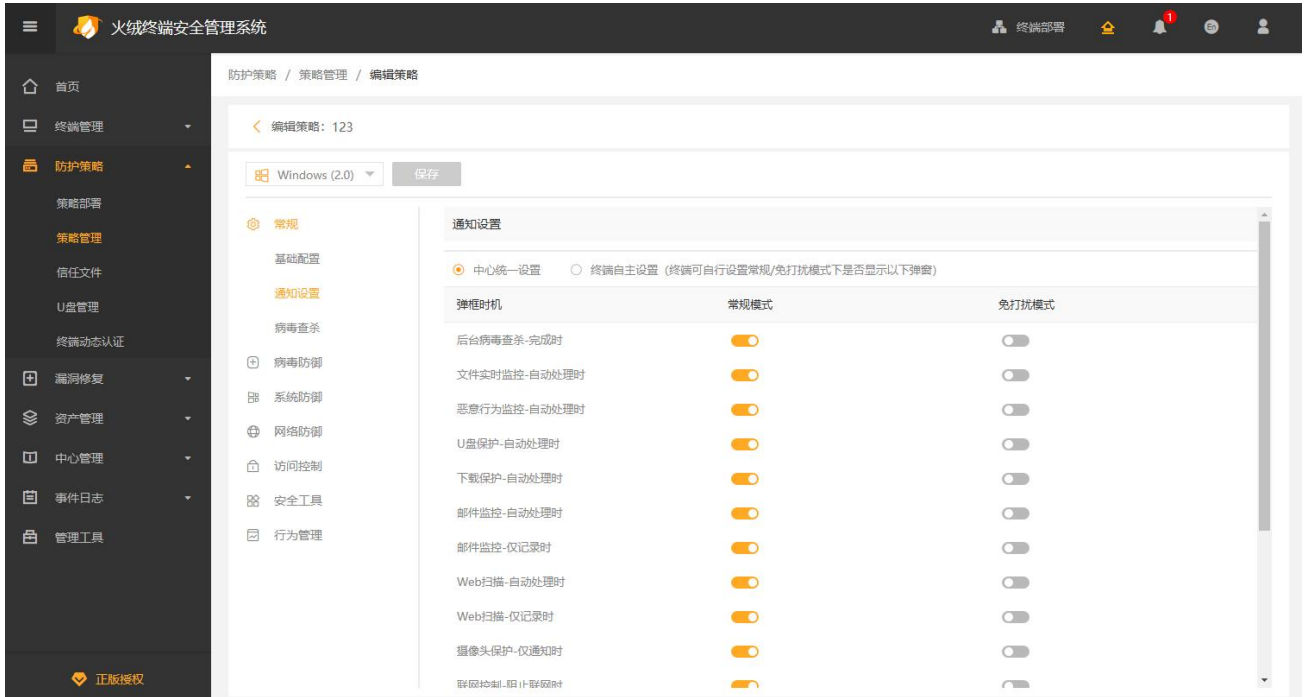 火绒终端安全管理系统
终端部署
1
En
首页
终端管理
防护策略
策略部署
策略管理
信任文件
U盘管理
终端动态认证
漏洞修复
资产管理
中心管理
事件日志
管理工具
正版授权
防护策略 / 策略管理 / 编辑策略
编辑策略：123
Windows (2.0)
保存
常规
基础配置
通知设置
病毒查杀
病毒防御
系统防御
网络防御
访问控制
安全工具
行为管理
通知设置
中心统一设置 终端自主设置 (终端可自行设置常规/免打扰模式下是否显示以下弹窗)
弹框时机 常规模式 免打扰模式
后台病毒查杀-完成时
文件实时监控-自动处理时
恶意行为监控-自动处理时
U盘保护-自动处理时
下载保护-自动处理时
邮件监控-自动处理时
邮件监控-仅记录时
Web扫描-自动处理时
Web扫描-仅记录时
摄像头保护-仅通知时
联网控制-阻止联网时